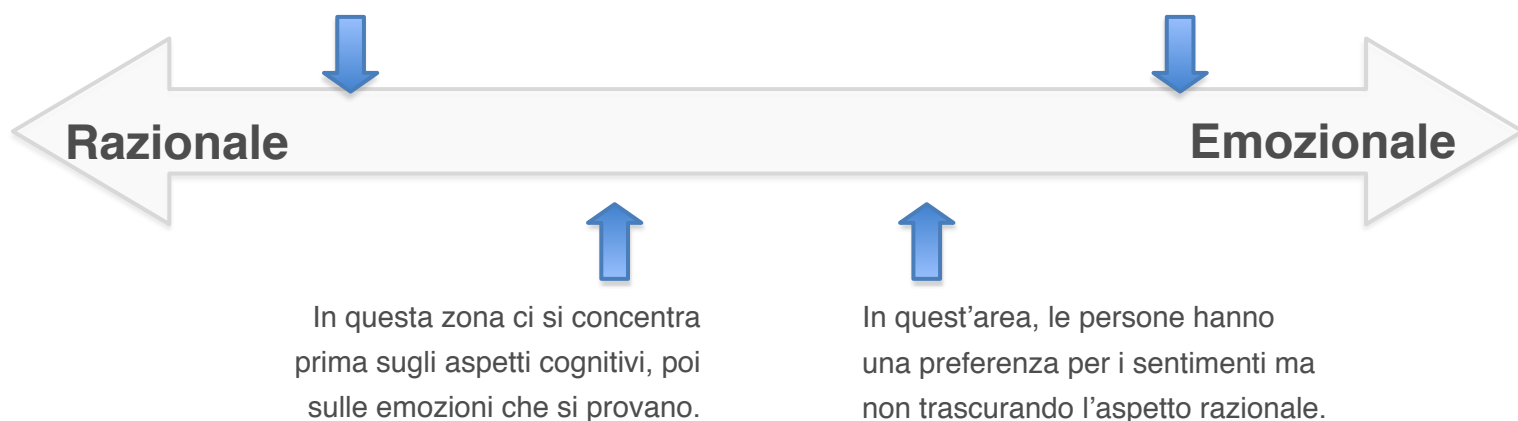 Razionale
Emozionale
In questa zona ci si concentra
prima sugli aspetti cognitivi, poi
sulle emozioni che si provano.
In quest’area, le persone hanno
una preferenza per i sentimenti ma
non trascurando l’aspetto razionale.